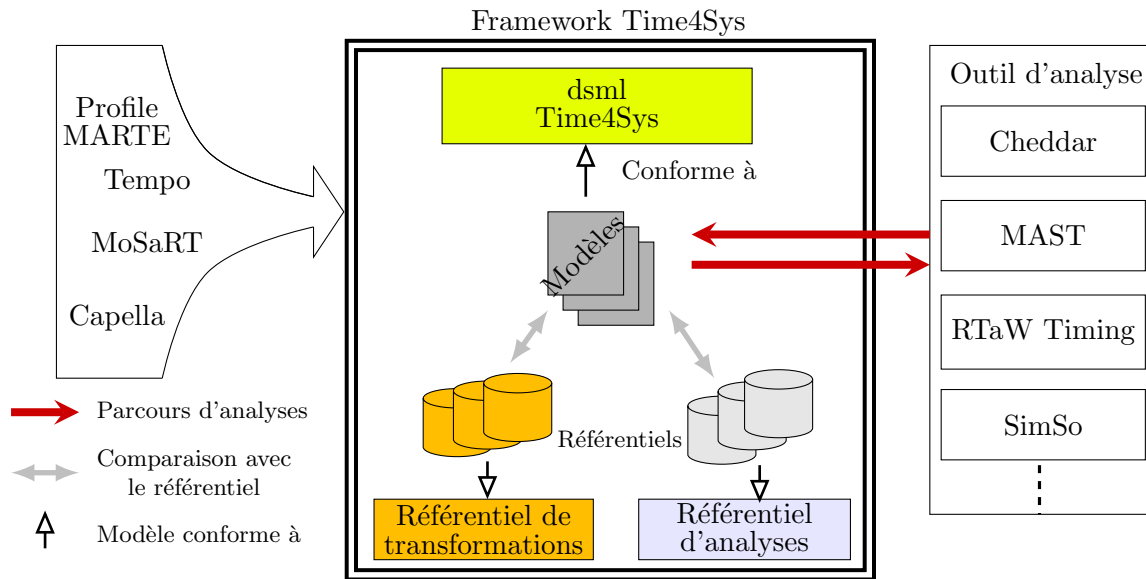 Framework Time4Sys
Profile
MARTE
Tempo
MoSaRT
Capella
dsml
Time4Sys
Conforme à
Modèles
Référentiels
Référentiel de
transformations
Référentiel
d'analyses
Outil d'analyse
Cheddar
MAST
RTaW Timing
SimSo
Parcours d'analyses
Comparaison avec
le référentiel
Modèle conforme à